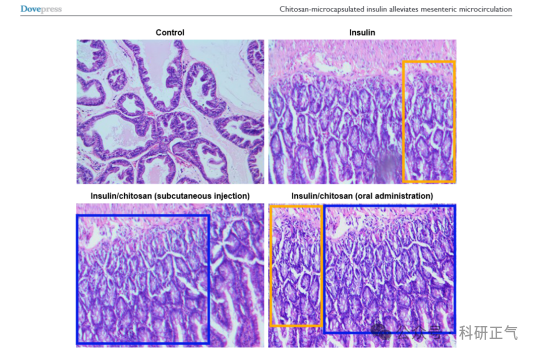 Dovepress
Chitosan-microcapsulated insulin alleviates mesenteric microcirculation
Control
Insulin
Insulin/chitosan (subcutaneous injection)
Insulin/chitosan (oral administration)
科研正气